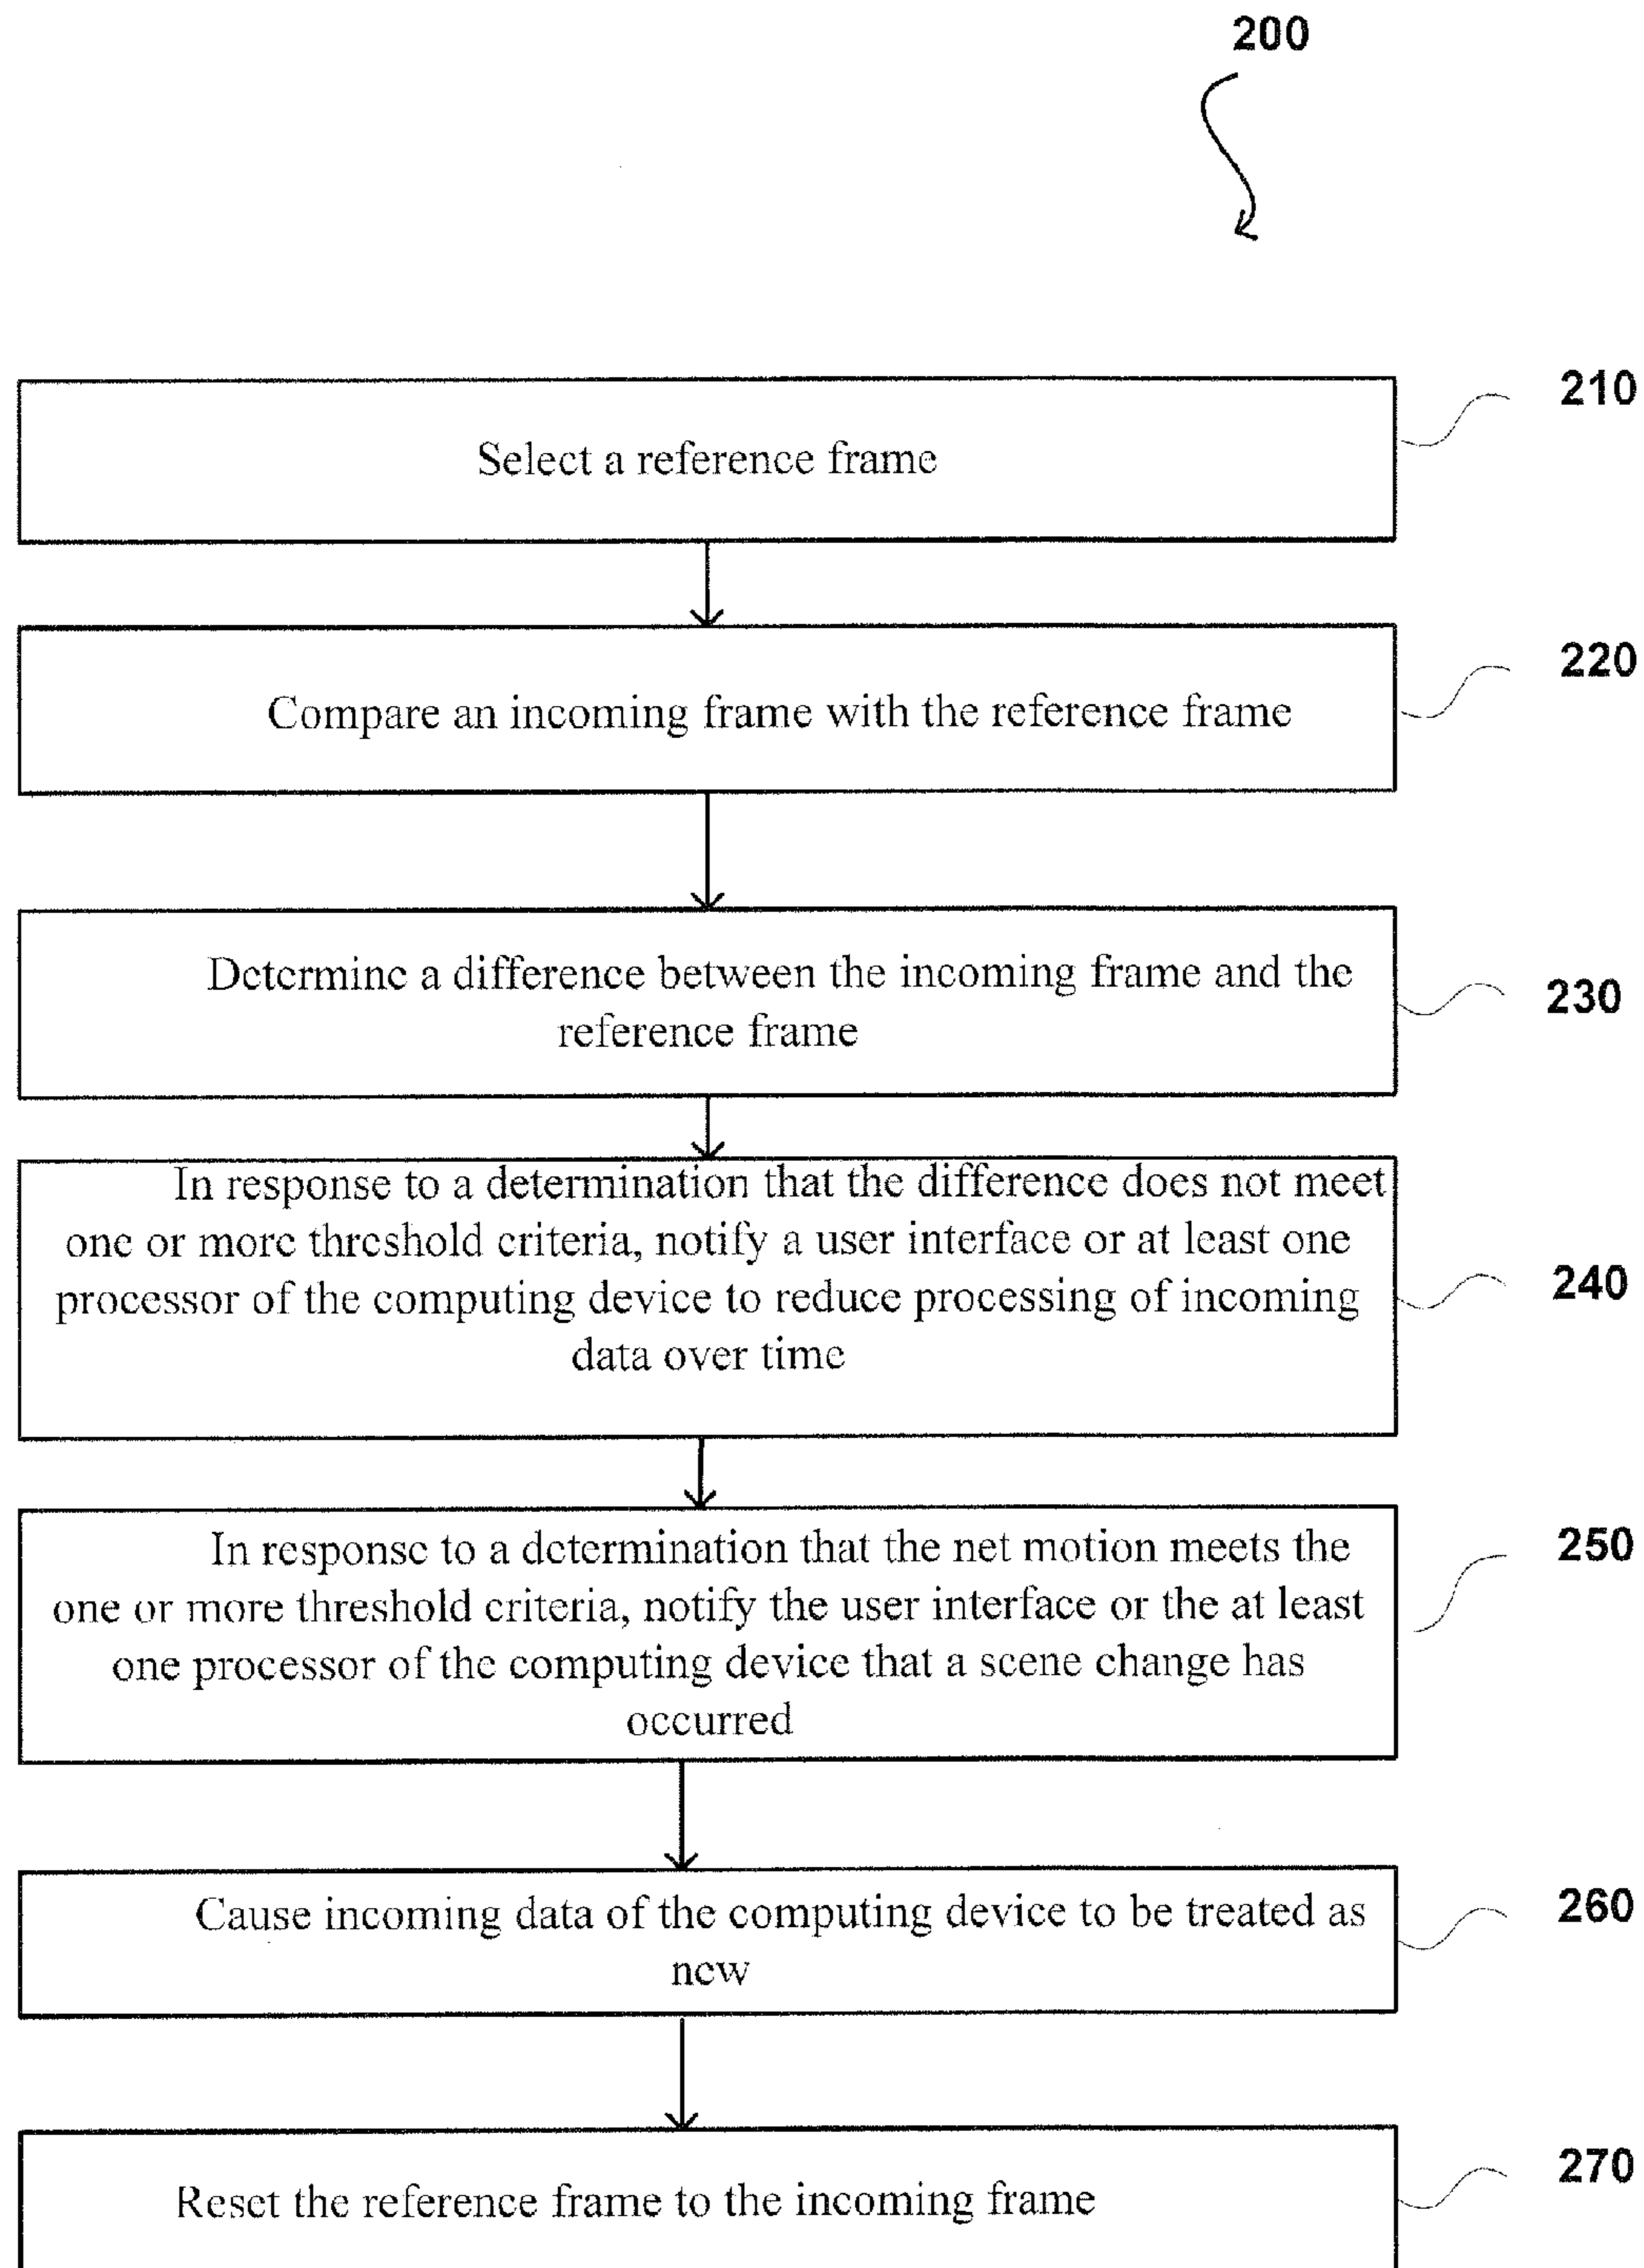 200
210
Select a reference frame
220
Compare an incoming frame with the reference frame
230
Determine a difference between the incoming frame and the
reference frame
240
In response to a determination that the difference does not meet
one or more threshold criteria, notify a user interface or at least one
processor of the computing device to reduce processing of incoming
data over time
250
In response to a determination that the net motion meets the
one or more threshold criteria, notify the user interface or the at least
one processor of the computing device that a scene change has
occurred
260
Cause incoming data of the computing device to be treated as
new
270
Reset the reference frame to the incoming frame